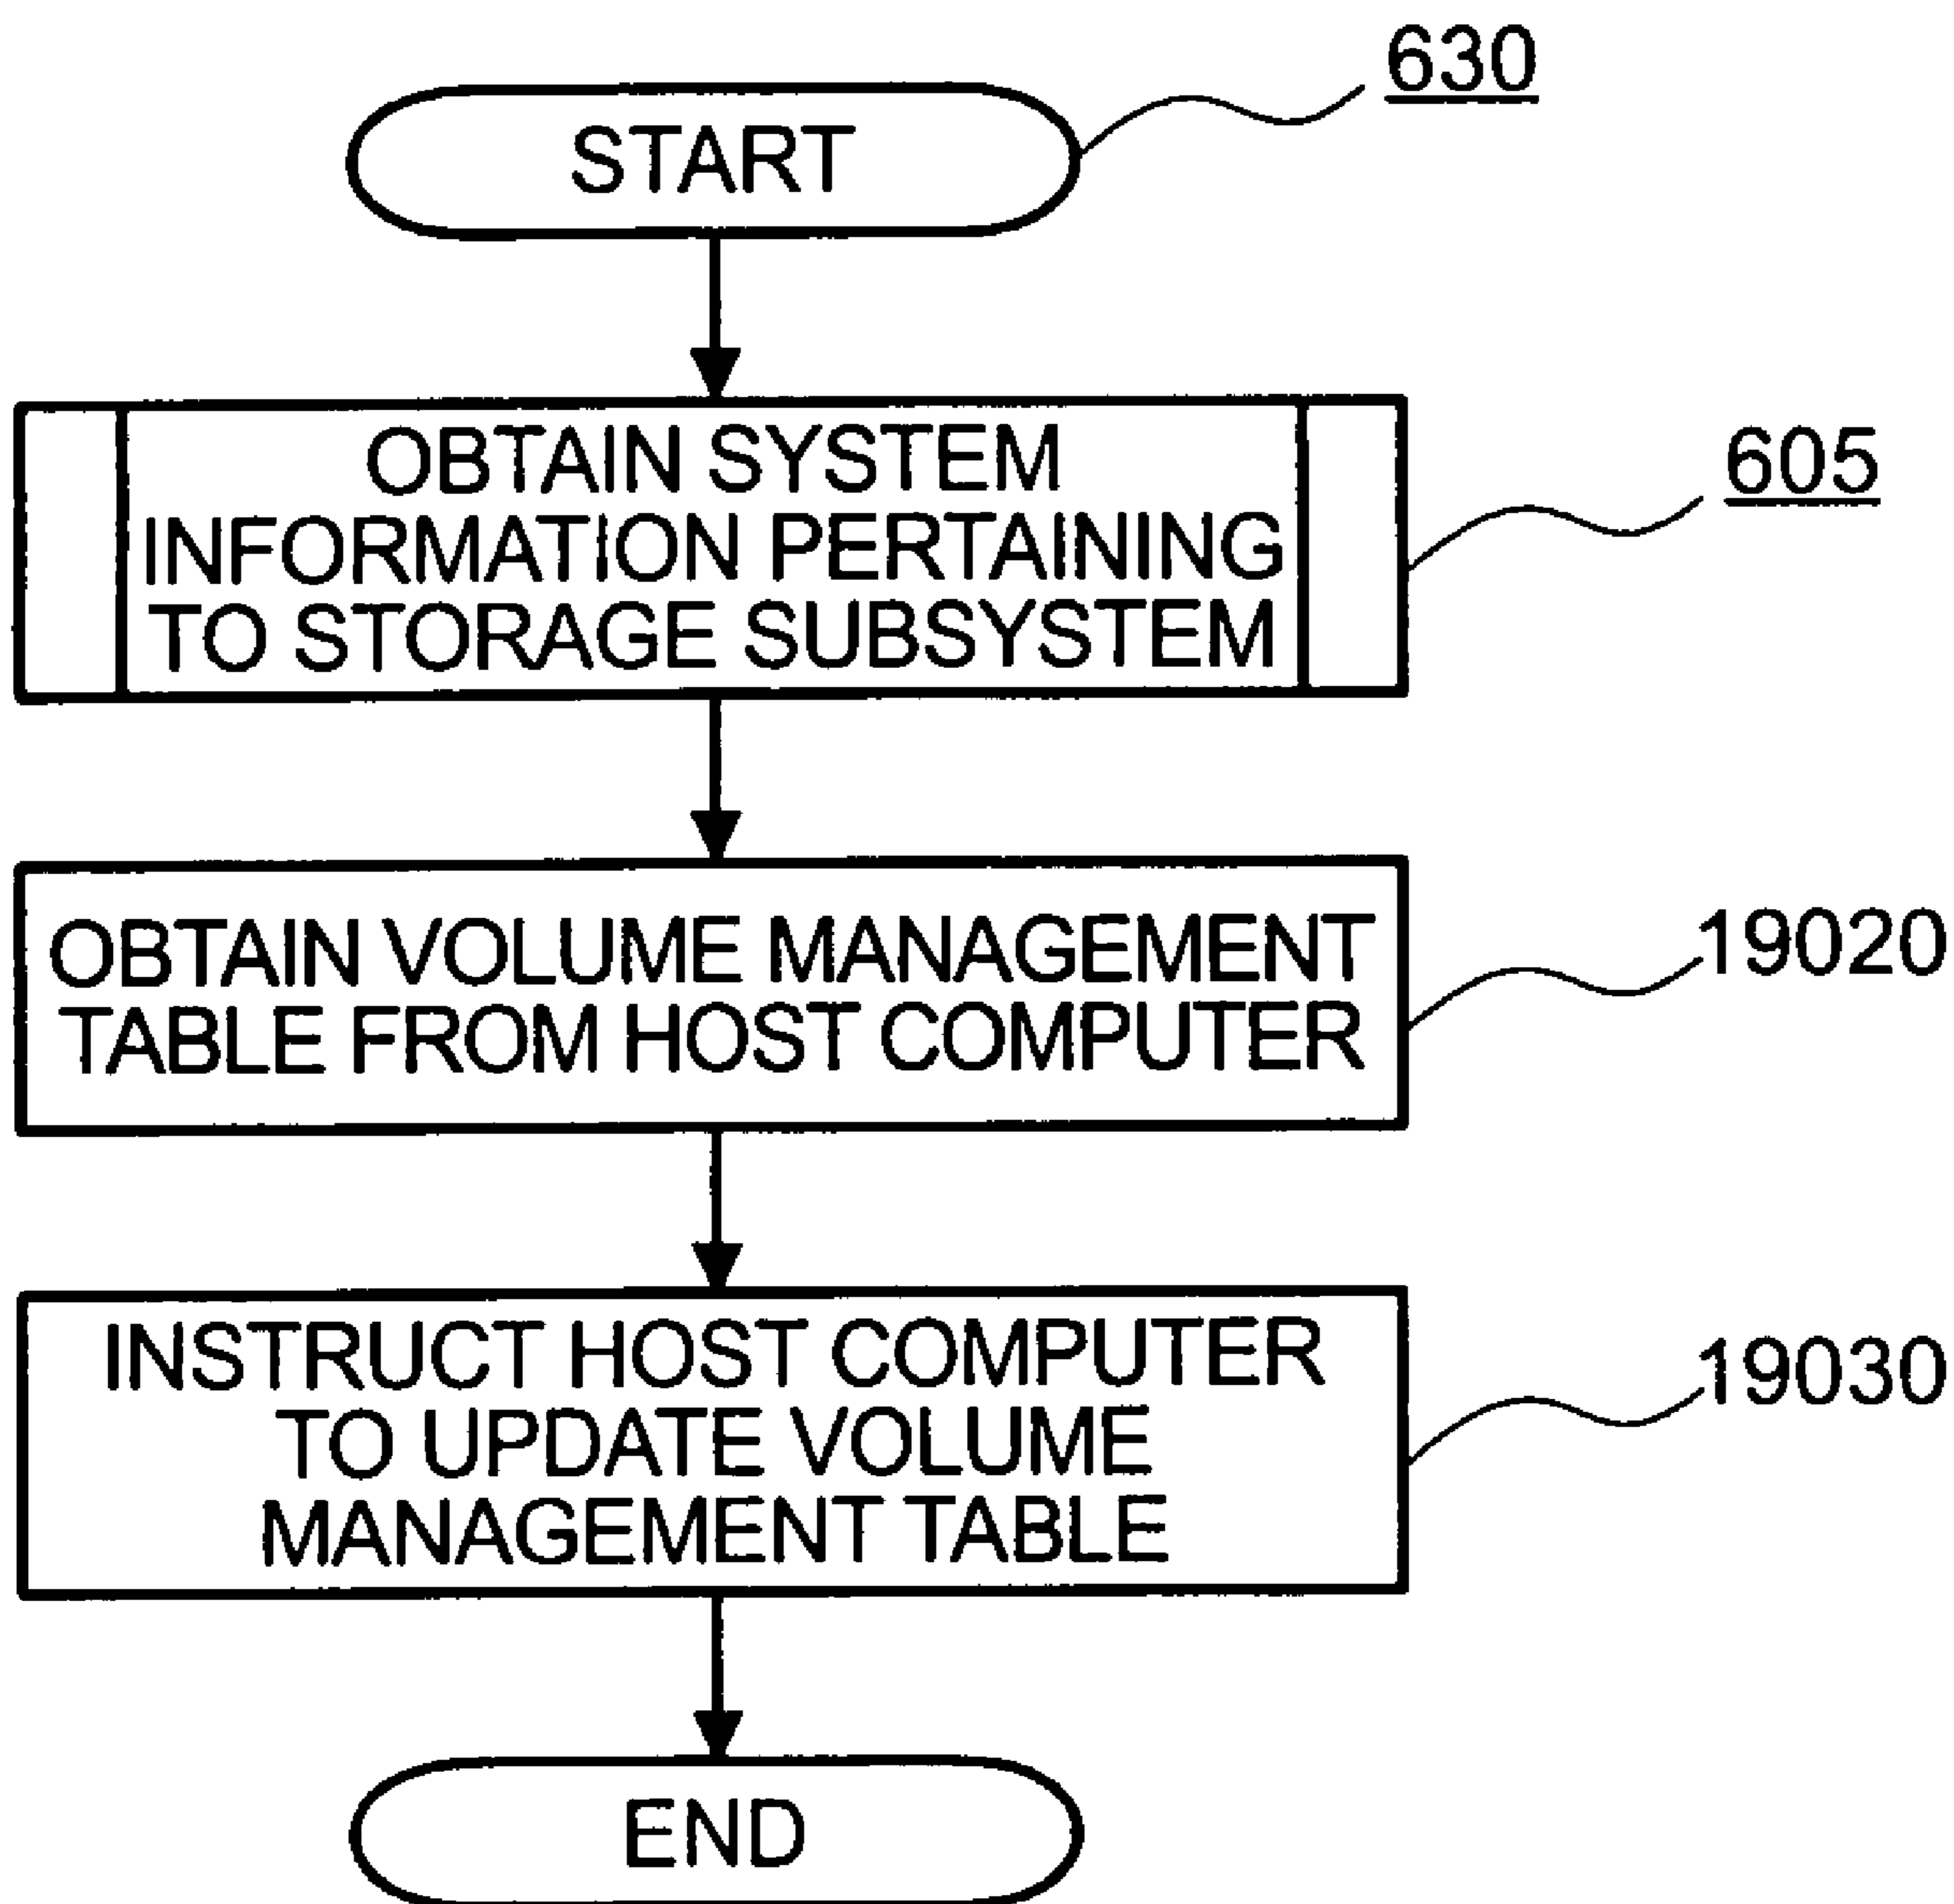 630
START
OBTAIN SYSTEM
INFORMATION PERTAINING
TO STORAGE SUBSYSTEM
605
OBTAIN VOLUME MANAGEMENT
TABLE FROM HOST COMPUTER
19020
INSTRUCT HOST COMPUTER
TO UPDATE VOLUME
MANAGEMENT TABLE
19030
END